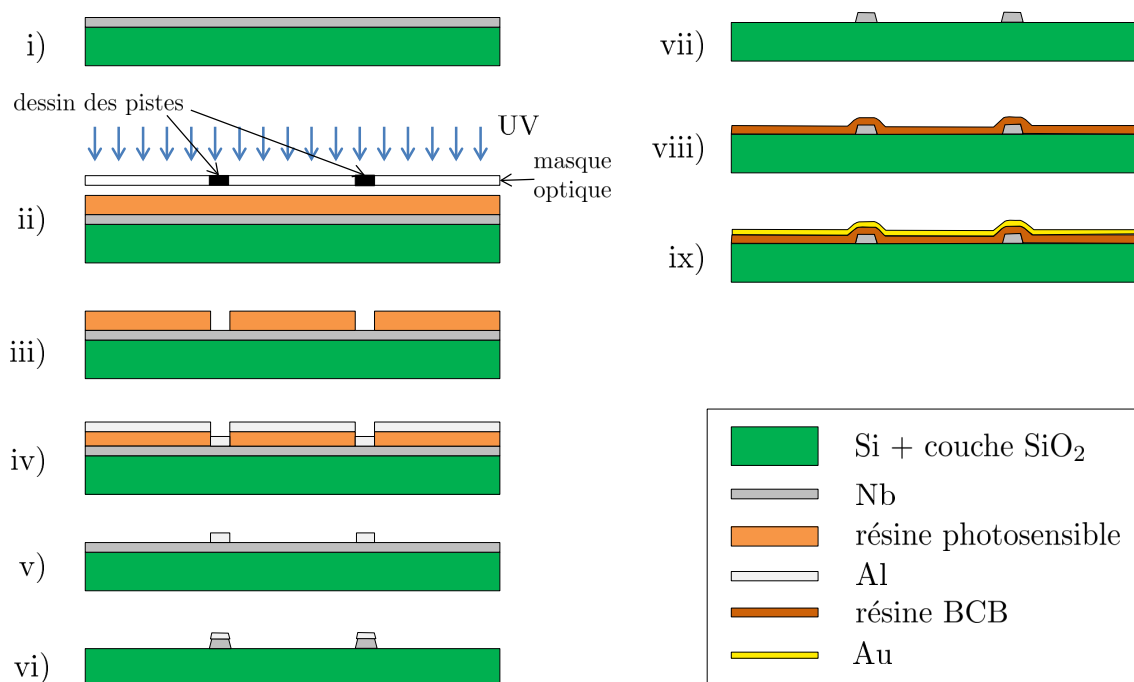 i)
dessin des pistes
UV
masque
optique
ii)
iii)
iv)
v)
vi)
vii)
viii)
ix)
Si + couche SiO₂
Nb
résine photosensible
Al
résine BCB
Au